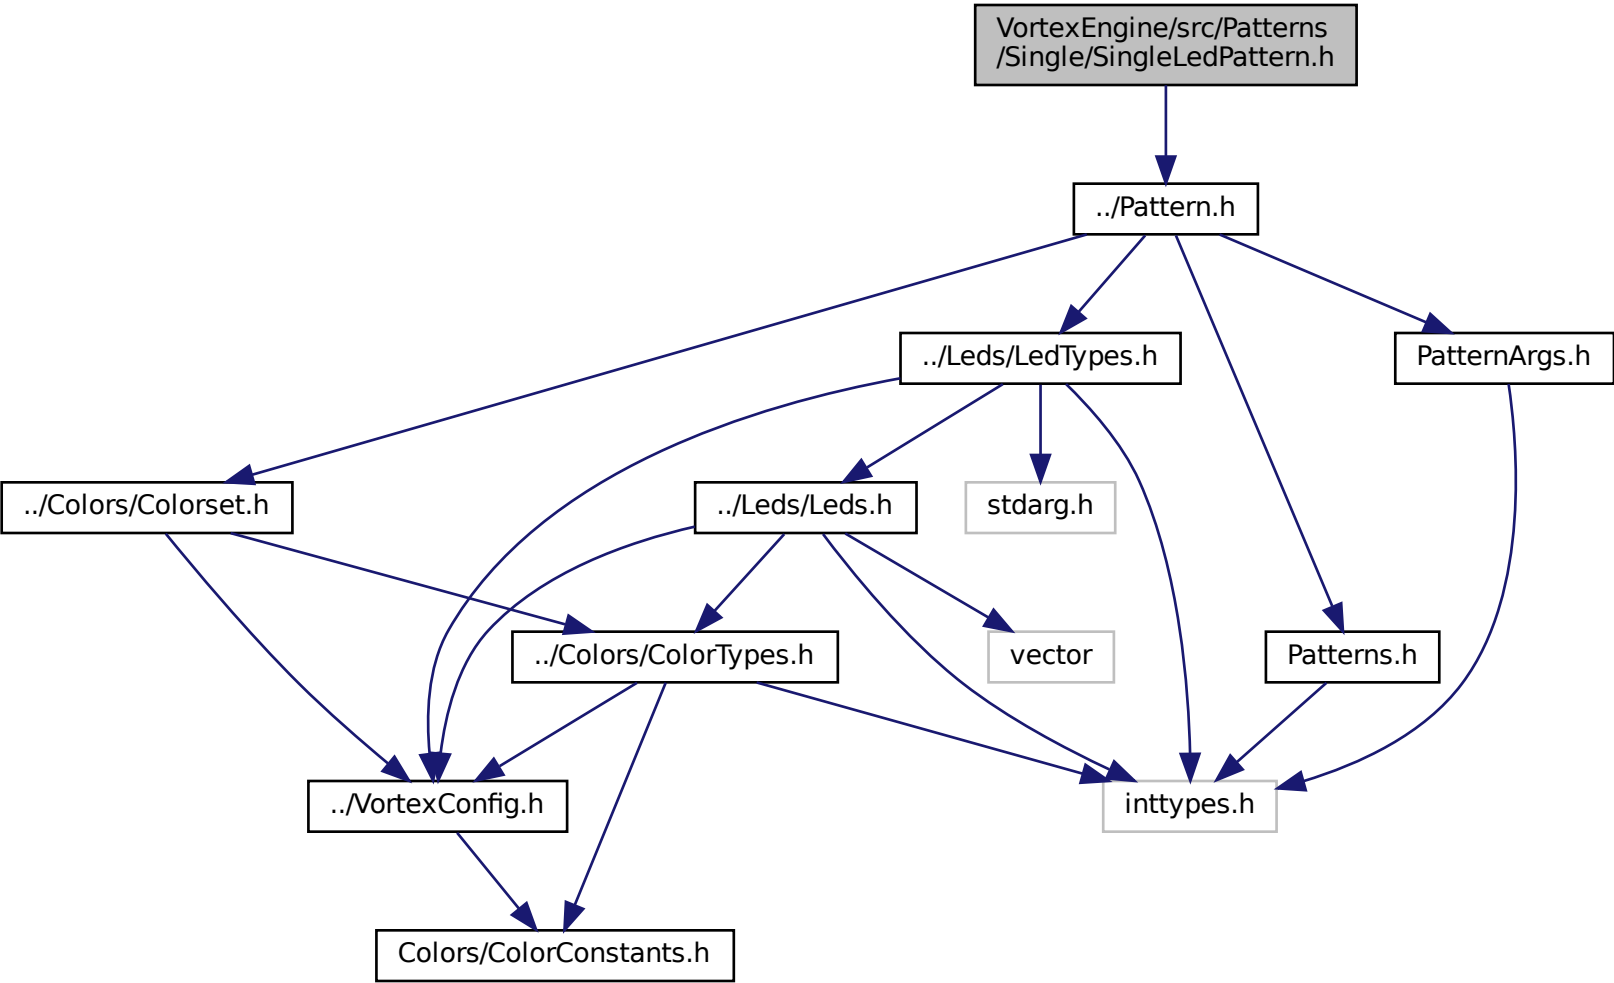 VortexEngine/src/Patterns
/Single/SingleLedPattern.h
../Pattern.h
../Leds/LedTypes.h
PatternArgs.h
../Colors/Colorset.h
../Leds/Leds.h
stdarg.h
../Colors/ColorTypes.h
vector
Patterns.h
../VortexConfig.h
inttypes.h
Colors/ColorConstants.h